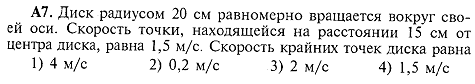 А7. Диск радиусом 20 см равномерно вращается вокруг сво-
ей оси. Скорость точки, находящейся на расстоянии 15 см от
центра диска, равна 1,5 м/с. Скорость крайних точек диска равна
1) 4 м/с 2) 0,2 м/с 3) 2 м/с 4) 1,5 м/с